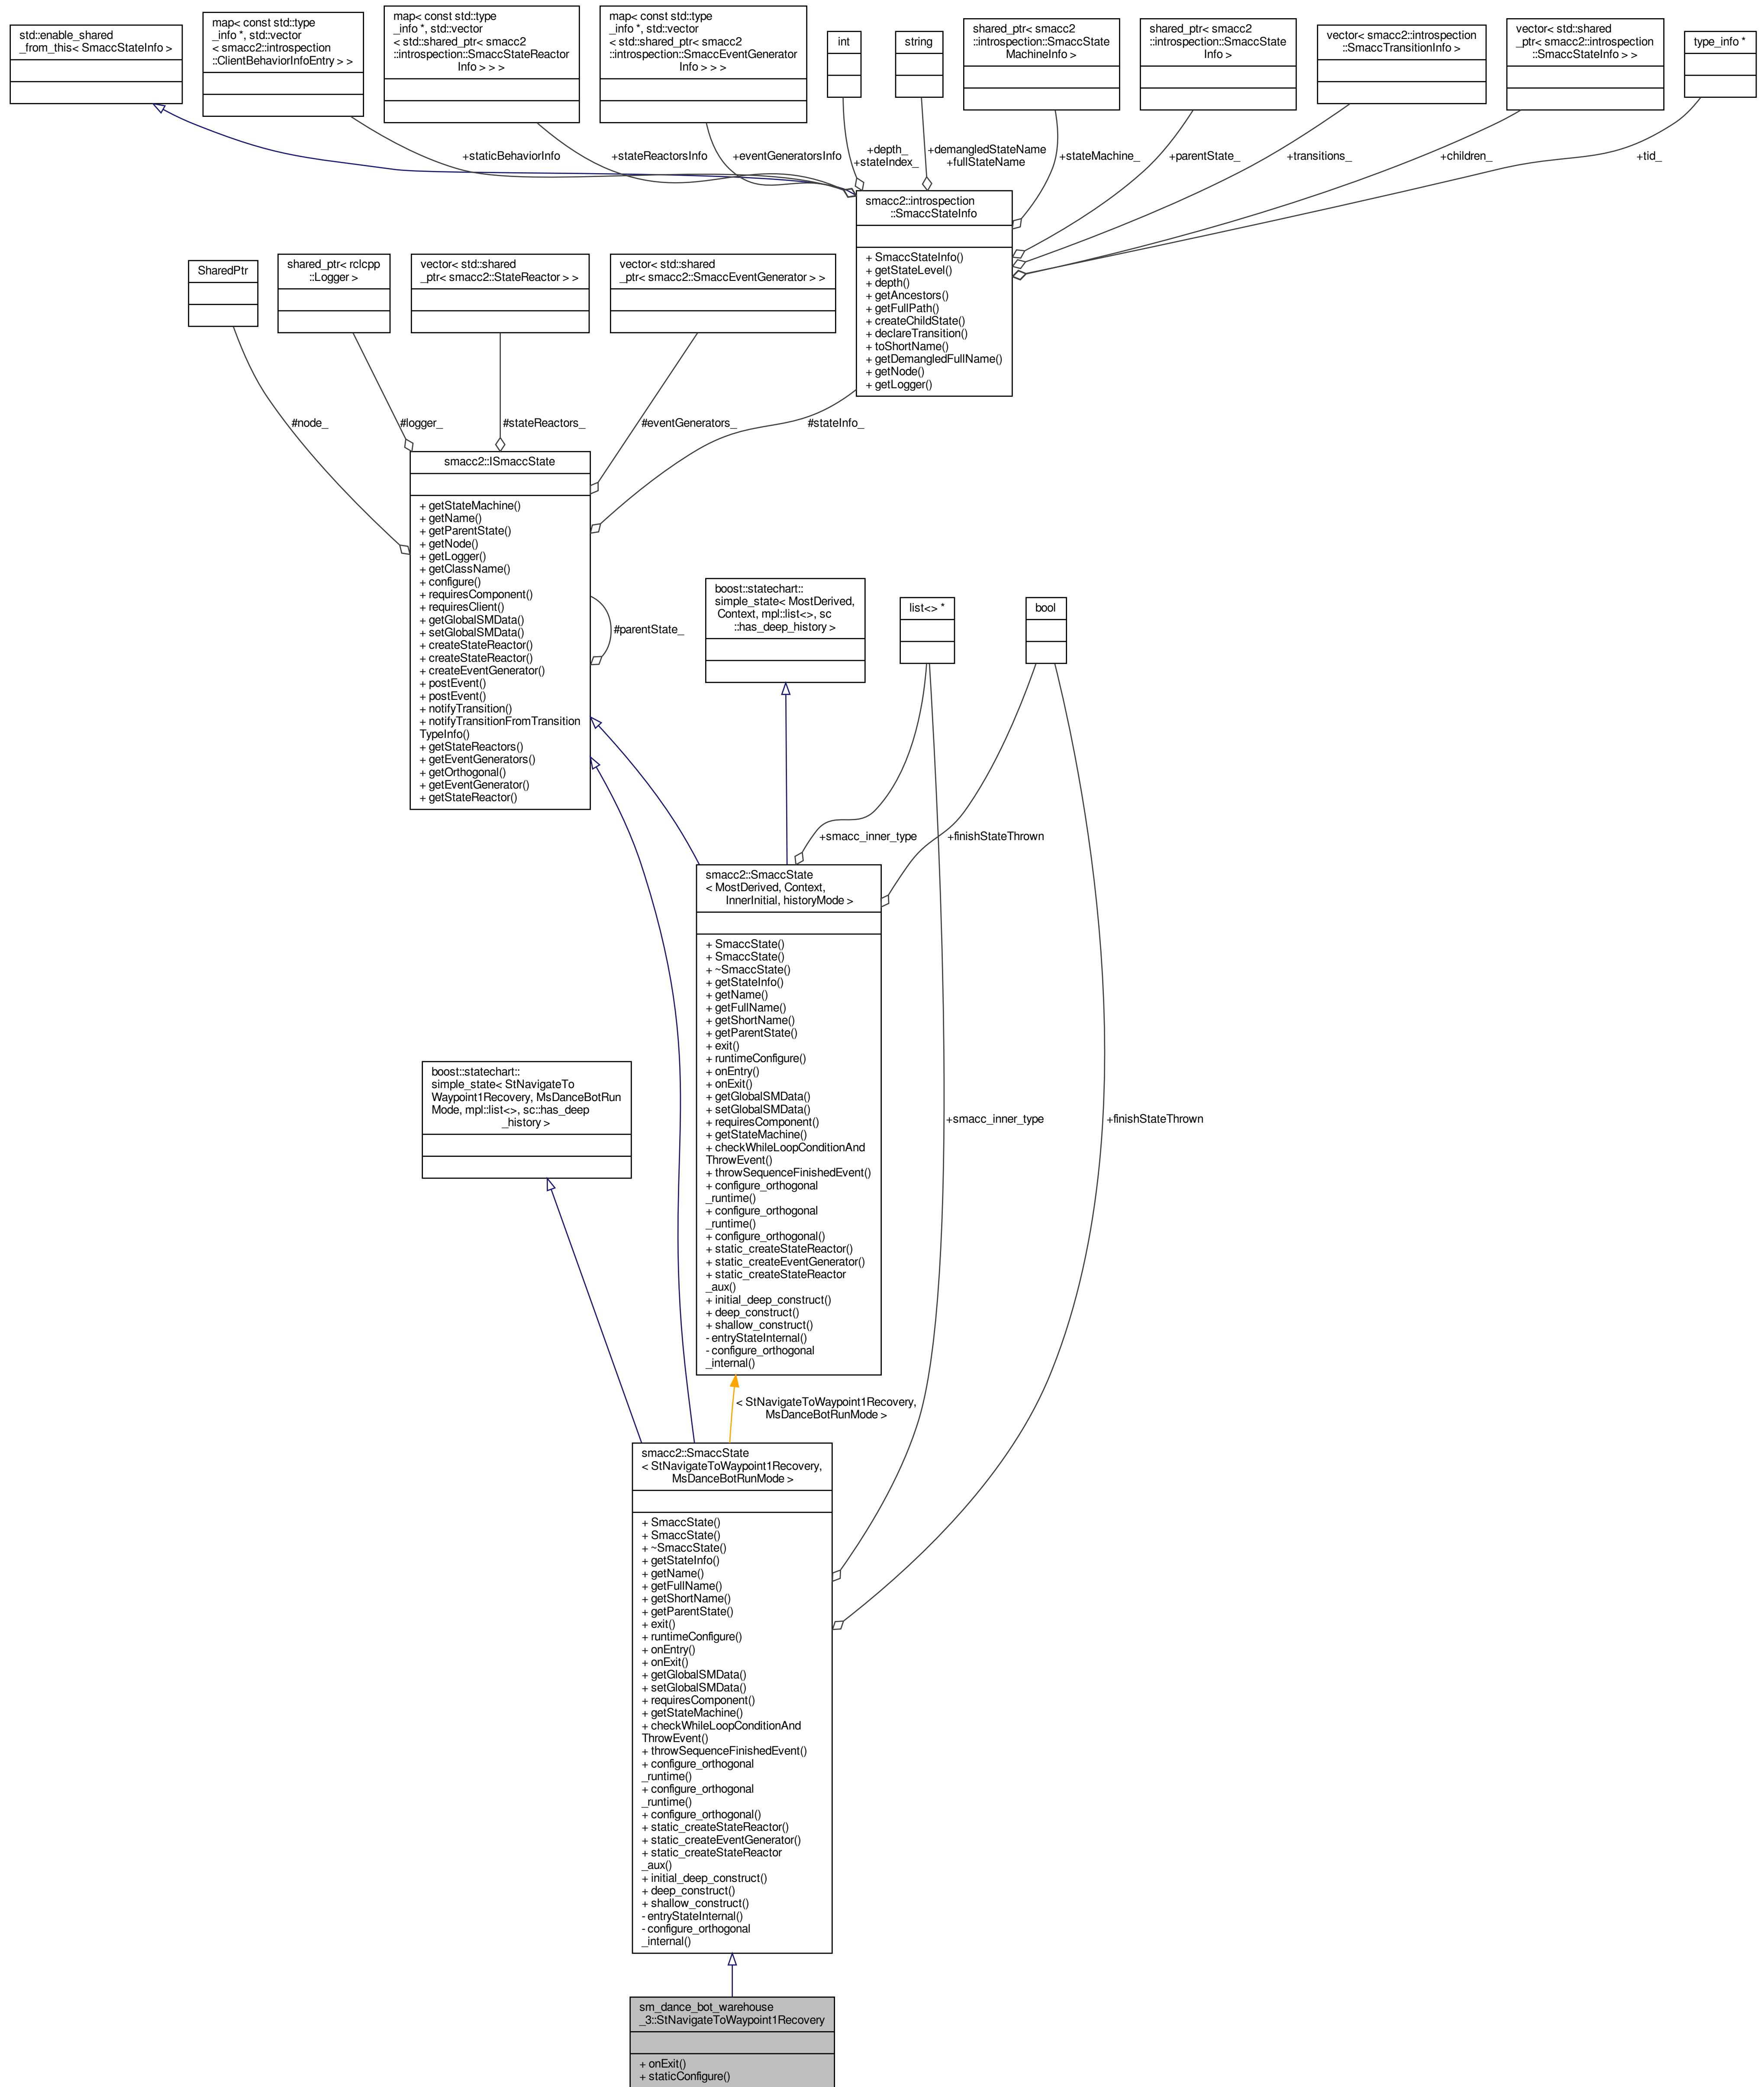 std::enable_shared
_from_this< SmaccStateInfo >
map< const std::type
_info *, std::vector
< smacc2::introspection
::ClientBehaviorInfoEntry > >
map< const std::type
_info *, std::vector
< std::shared_ptr< smacc2
::introspection::SmaccStateReactor
Info > > >
map< const std::type
_info *, std::vector
< std::shared_ptr< smacc2
::introspection::SmaccEventGenerator
Info > > >
int
string
shared_ptr< smacc2
::introspection::SmaccState
MachineInfo >
shared_ptr< smacc2
::introspection::SmaccState
Info >
vector< smacc2::introspection
::SmaccTransitionInfo >
vector< std::shared
_ptr< smacc2::introspection
::SmaccStateInfo > >
type_info *
+staticBehaviorInfo
+stateReactorsInfo
+eventGeneratorsInfo
+depth_
+stateIndex_
+demangledStateName
+fullStateName
+stateMachine_
+parentState_
+transitions_
+children_
+tid_
smacc2::introspection
::SmaccStateInfo
+ SmaccStateInfo()
+ getStateLevel()
+ depth()
+ getAncestors()
+ getFullPath()
+ createChildState()
+ declareTransition()
+ toShortName()
+ getDemangledFullName()
+ getNode()
+ getLogger()
SharedPtr
shared_ptr< rclcpp
::Logger >
vector< std::shared
_ptr< smacc2::StateReactor > >
vector< std::shared
_ptr< smacc2::SmaccEventGenerator > >
#node_
#logger_
#stateReactors_
#eventGenerators_
#stateInfo_
smacc2::ISmaccState
+ getStateMachine()
+ getName()
+ getParentState()
+ getNode()
+ getLogger()
+ getClassName()
+ configure()
+ requiresComponent()
+ requiresClient()
+ getGlobalSMData()
+ setGlobalSMData()
+ createStateReactor()
+ createStateReactor()
+ createEventGenerator()
+ postEvent()
+ postEvent()
+ notifyTransition()
+ notifyTransitionFromTransition
TypeInfo()
+ getStateReactors()
+ getEventGenerators()
+ getOrthogonal()
+ getEventGenerator()
+ getStateReactor()
#parentState_
boost::statechart::
simple_state< MostDerived,
Context, mpl::list<>, sc
::has_deep_history >
list<> *
bool
+smacc_inner_type
+finishStateThrown
smacc2::SmaccState
< MostDerived, Context,
InnerInitial, historyMode >
+ SmaccState()
+ SmaccState()
+ ~SmaccState()
+ getStateInfo()
+ getName()
+ getFullName()
+ getShortName()
+ getParentState()
+ exit()
+ runtimeConfigure()
+ onEntry()
+ onExit()
+ getGlobalSMData()
+ setGlobalSMData()
+ requiresComponent()
+ getStateMachine()
+ checkWhileLoopConditionAnd
ThrowEvent()
+ throwSequenceFinishedEvent()
+ configure_orthogonal
_runtime()
+ configure_orthogonal
_runtime()
+ configure_orthogonal()
+ static_createStateReactor()
+ static_createEventGenerator()
+ static_createStateReactor
_aux()
+ initial_deep_construct()
+ deep_construct()
+ shallow_construct()
- entryStateInternal()
- configure_orthogonal
_internal()
boost::statechart::
simple_state< StNavigateTo
Waypoint1Recovery, MsDanceBotRun
Mode, mpl::list<>, sc::has_deep
_history >
+smacc_inner_type
+finishStateThrown
< StNavigateToWaypoint1Recovery,
MsDanceBotRunMode >
smacc2::SmaccState
< StNavigateToWaypoint1Recovery,
MsDanceBotRunMode >
+ SmaccState()
+ SmaccState()
+ ~SmaccState()
+ getStateInfo()
+ getName()
+ getFullName()
+ getShortName()
+ getParentState()
+ exit()
+ runtimeConfigure()
+ onEntry()
+ onExit()
+ getGlobalSMData()
+ setGlobalSMData()
+ requiresComponent()
+ getStateMachine()
+ checkWhileLoopConditionAnd
ThrowEvent()
+ throwSequenceFinishedEvent()
+ configure_orthogonal
_runtime()
+ configure_orthogonal
_runtime()
+ configure_orthogonal()
+ static_createStateReactor()
+ static_createEventGenerator()
+ static_createStateReactor
_aux()
+ initial_deep_construct()
+ deep_construct()
+ shallow_construct()
- entryStateInternal()
- configure_orthogonal
_internal()
sm_dance_bot_warehouse
_3::StNavigateToWaypoint1Recovery
+ onExit()
+ staticConfigure()